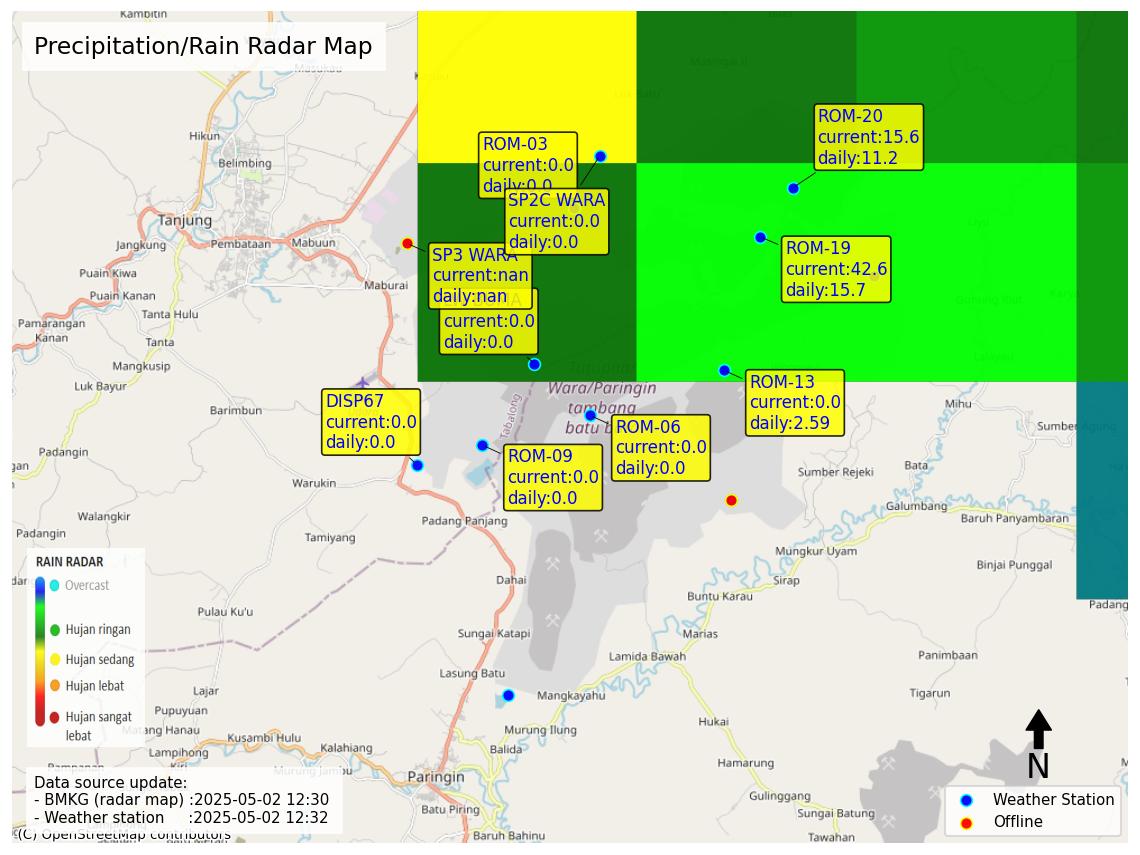 Kambitin
Precipitation/Rain Radar Map
Masukau
Hikun
Belimbing
ROM-03
current:0.0
daily:0.0
ROM-20
current:15.6
daily:11.2
SP2C WARA
current:0.0
daily:0.0
Tanjung
Jangkung
Pembataan
Mabuun
SP3 WARA
current:nan
daily:nan
ROM-19
current:42.6
daily:15.7
Puain Kiwa
Maburai
Puain Kanan
current:0.0
daily:0.0
Tanta Hulu
Pamarangan
Kanan
Tanta
Mangkusip
Luk Bayur
Wara/Paringin
tambang
batu b
Tabalong
ROM-13
current:0.0
daily:2.59
DISP67
current:0.0
daily:0.0
Barimbun
ROM-06
current:0.0
daily:0.0
Mihu
Sumber Agung
ROM-09
current:0.0
daily:0.0
Padangin
Sumber Rejeki
Bata
Warukin
Galumbang
Walangkir
Padang Panjang
Baruh Panyambaran
Padangin
Tamiyang
Mungkur Uyam
Binjai Punggal
RAIN RADAR
Overcast
Hujan ringan
Hujan sedang
Hujan lebat
Hujan sangat
lebat
Dahai
Sirap
Buntu Karau
Padang
Pulau Ku'u
Sungai Katapi
Marias
Lamida Bawah
Panimbaan
Lasung Batu
Lajar
Mangkayahu
Tigarun
Pupuyuan
Matang Hanau
Murung Ilung
Hukai
Kusambi Hulu
Lampihong
Kalahiang
Balida
Hamarung
N
Murung Jambu
Paringin
Data source update:
- BMKG (radar map) :2025-05-02 12:30
- Weather station :2025-05-02 12:32
Gulinggang
Batu Piring
Sungai Batung
Weather Station
Offline
(C) OpenStreetMap contributors
Baruh Bahinu
Tawahan